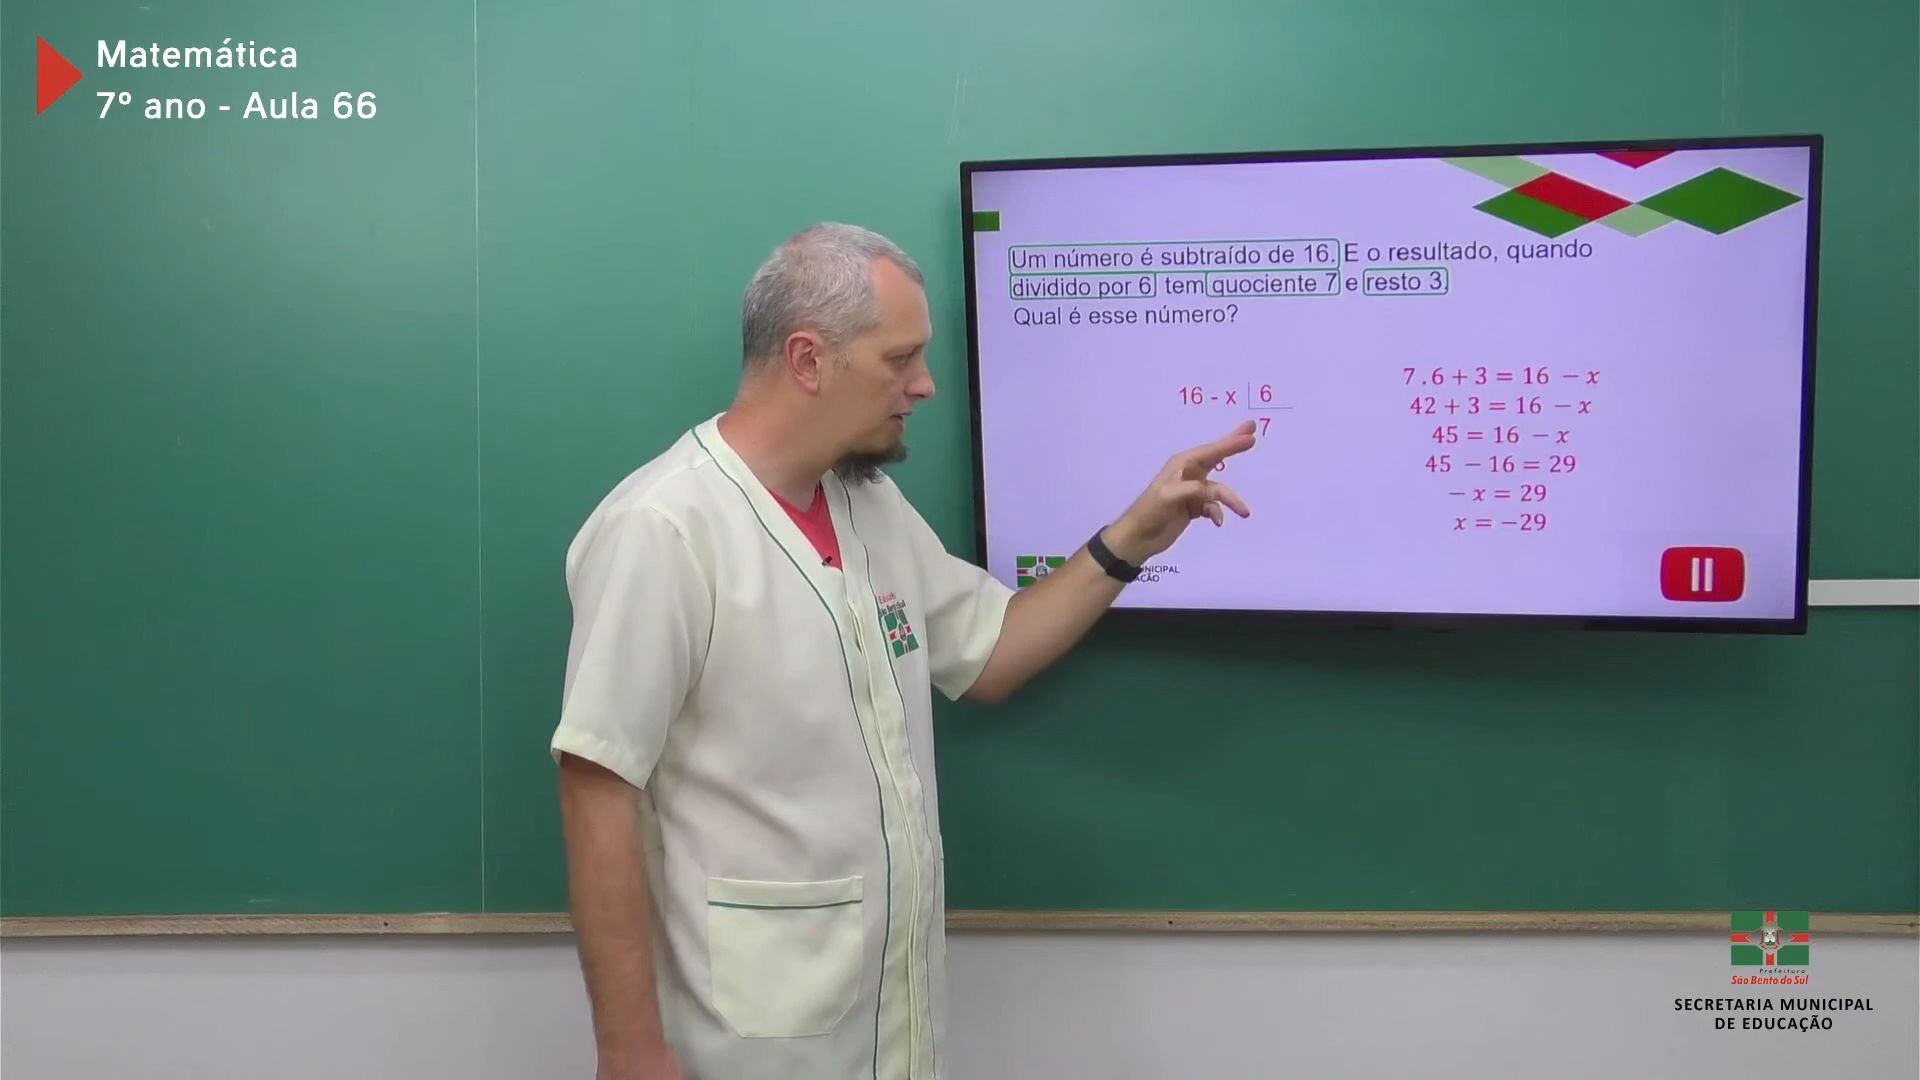 Matemática
7º ano - Aula 66
Um número é subtraído de 16. E o resultado, quando
dividido por 6 tem quociente 7 e resto 3.
Qual é esse número?
16 - x 6
7
7 . 6 + 3 = 16 − x
42 + 3 = 16 − x
45 = 16 − x
45 − 16 = 29
− x = 29
x = −29
Prefeitura
São Bento do Sul
SECRETARIA MUNICIPAL
DE EDUCAÇÃO